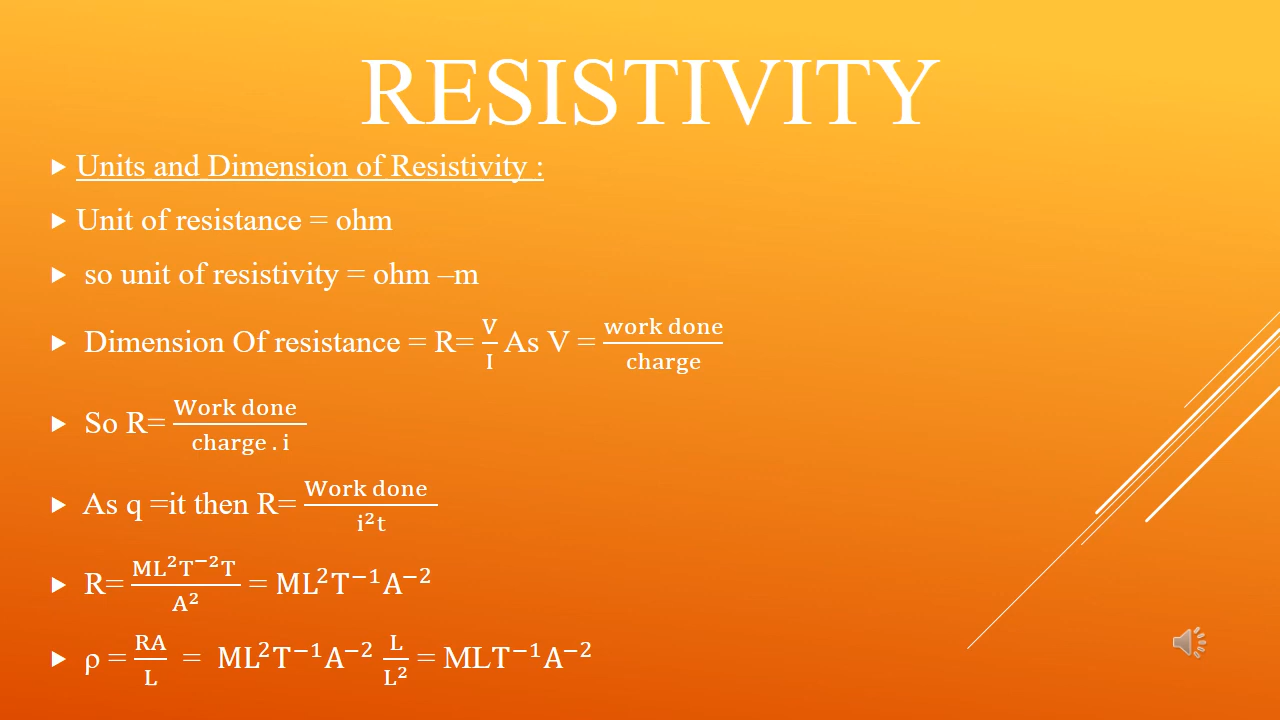 RESISTIVITY
Units and Dimension of Resistivity :
Unit of resistance = ohm
so unit of resistivity = ohm –m
Dimension Of resistance = R= V/I As V = work done/charge
So R= Work done/charge . i
As q =it then R= Work done/i²t
R= ML²T⁻²T/A² = ML²T⁻¹A⁻²
ρ = RA/L = ML²T⁻¹A⁻² L/L² = MLT⁻¹A⁻²